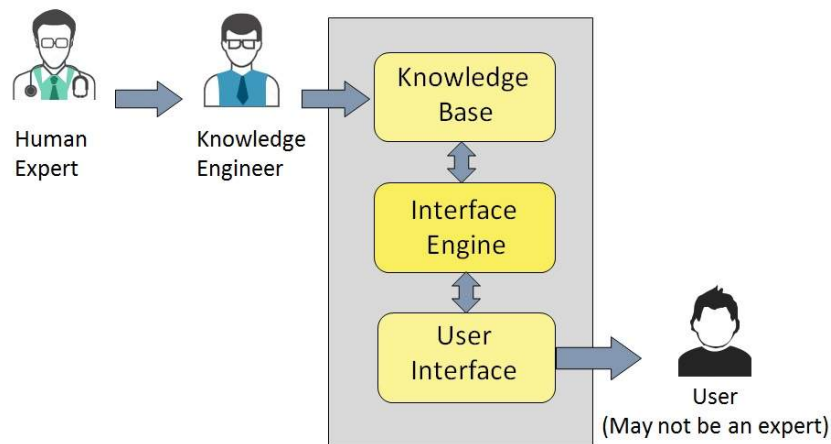 Human
Expert
Knowledge
Engineer
Knowledge
Base
Interface
Engine
User
Interface
User
(May not be an expert)